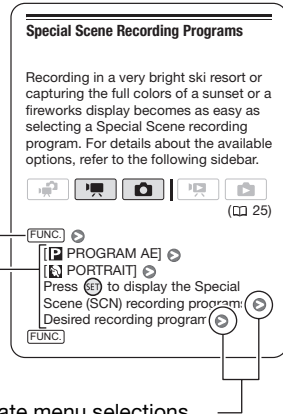 Special Scene Recording Programs
Recording in a very bright ski resort or
capturing the full colors of a sunset or a
fireworks display becomes as easy as
selecting a Special Scene recording
program. For details about the available
options, refer to the following sidebar.
( 25)
FUNC.
[P PROGRAM AE]
[ PORTRAIT]
Press SET to display the Special
Scene (SCN) recording programs
Desired recording program
FUNC.
ate menu selections